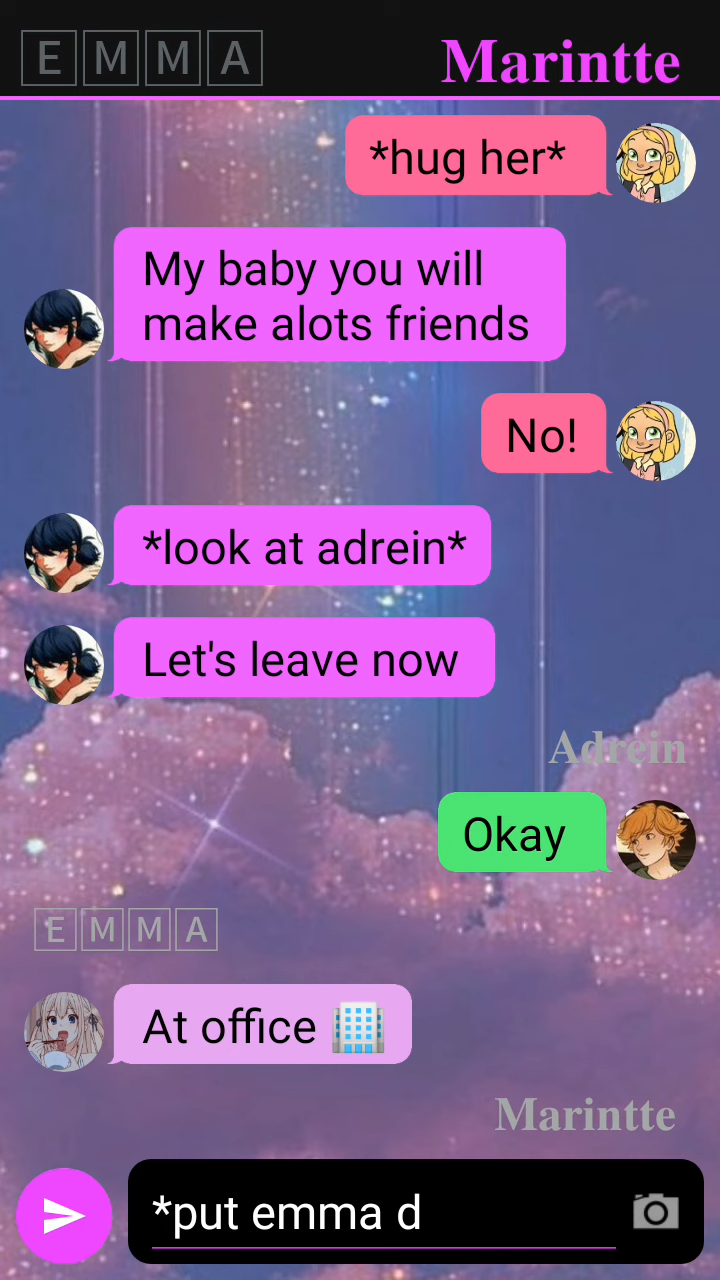 EMMA
Marintte
*hug her*
My baby you will
make alots friends
No!
*look at adrein*
Let's leave now
Adrein
Okay
EMMA
At office 🏢
Marintte
*put emma d